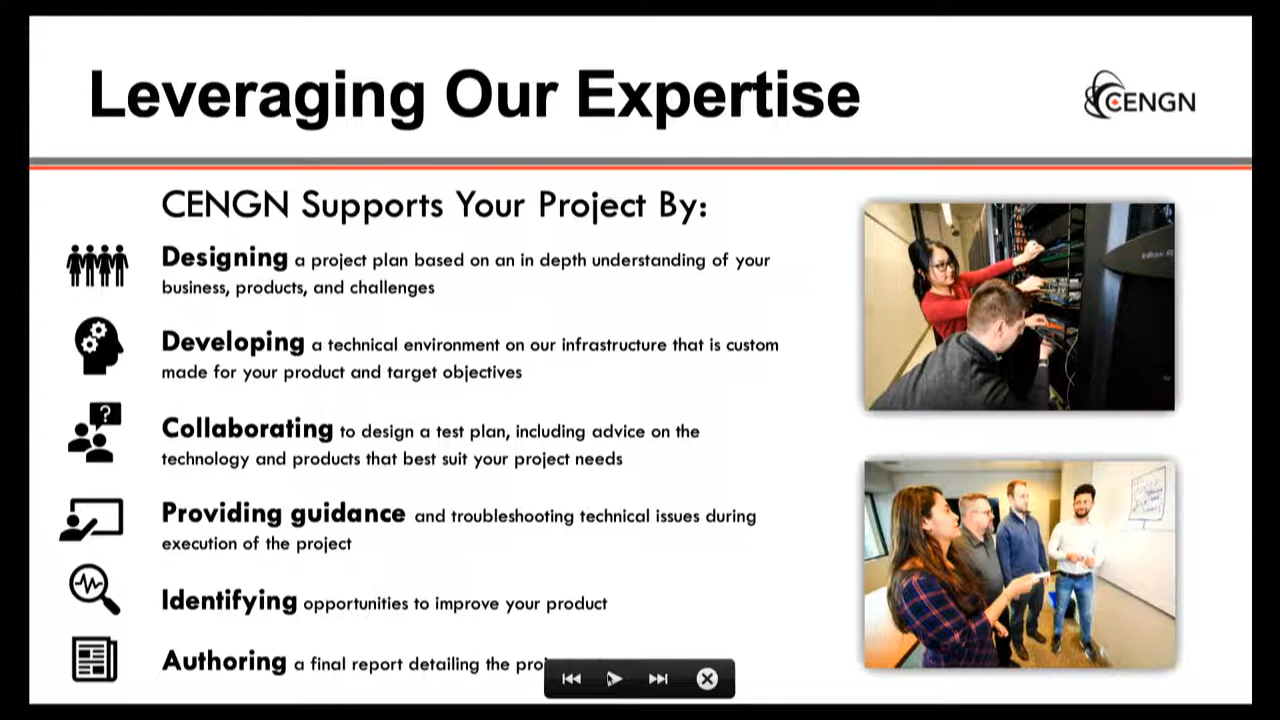 Leveraging Our Expertise
CENGN
CENGN Supports Your Project By:
Designing a project plan based on an in depth understanding of your
business, products, and challenges
Developing a technical environment on our infrastructure that is custom
made for your product and target objectives
?
Collaborating to design a test plan, including advice on the
technology and products that best suit your project needs
Providing guidance and troubleshooting technical issues during
execution of the project
Identifying opportunities to improve your product
Authoring a final report detailing the